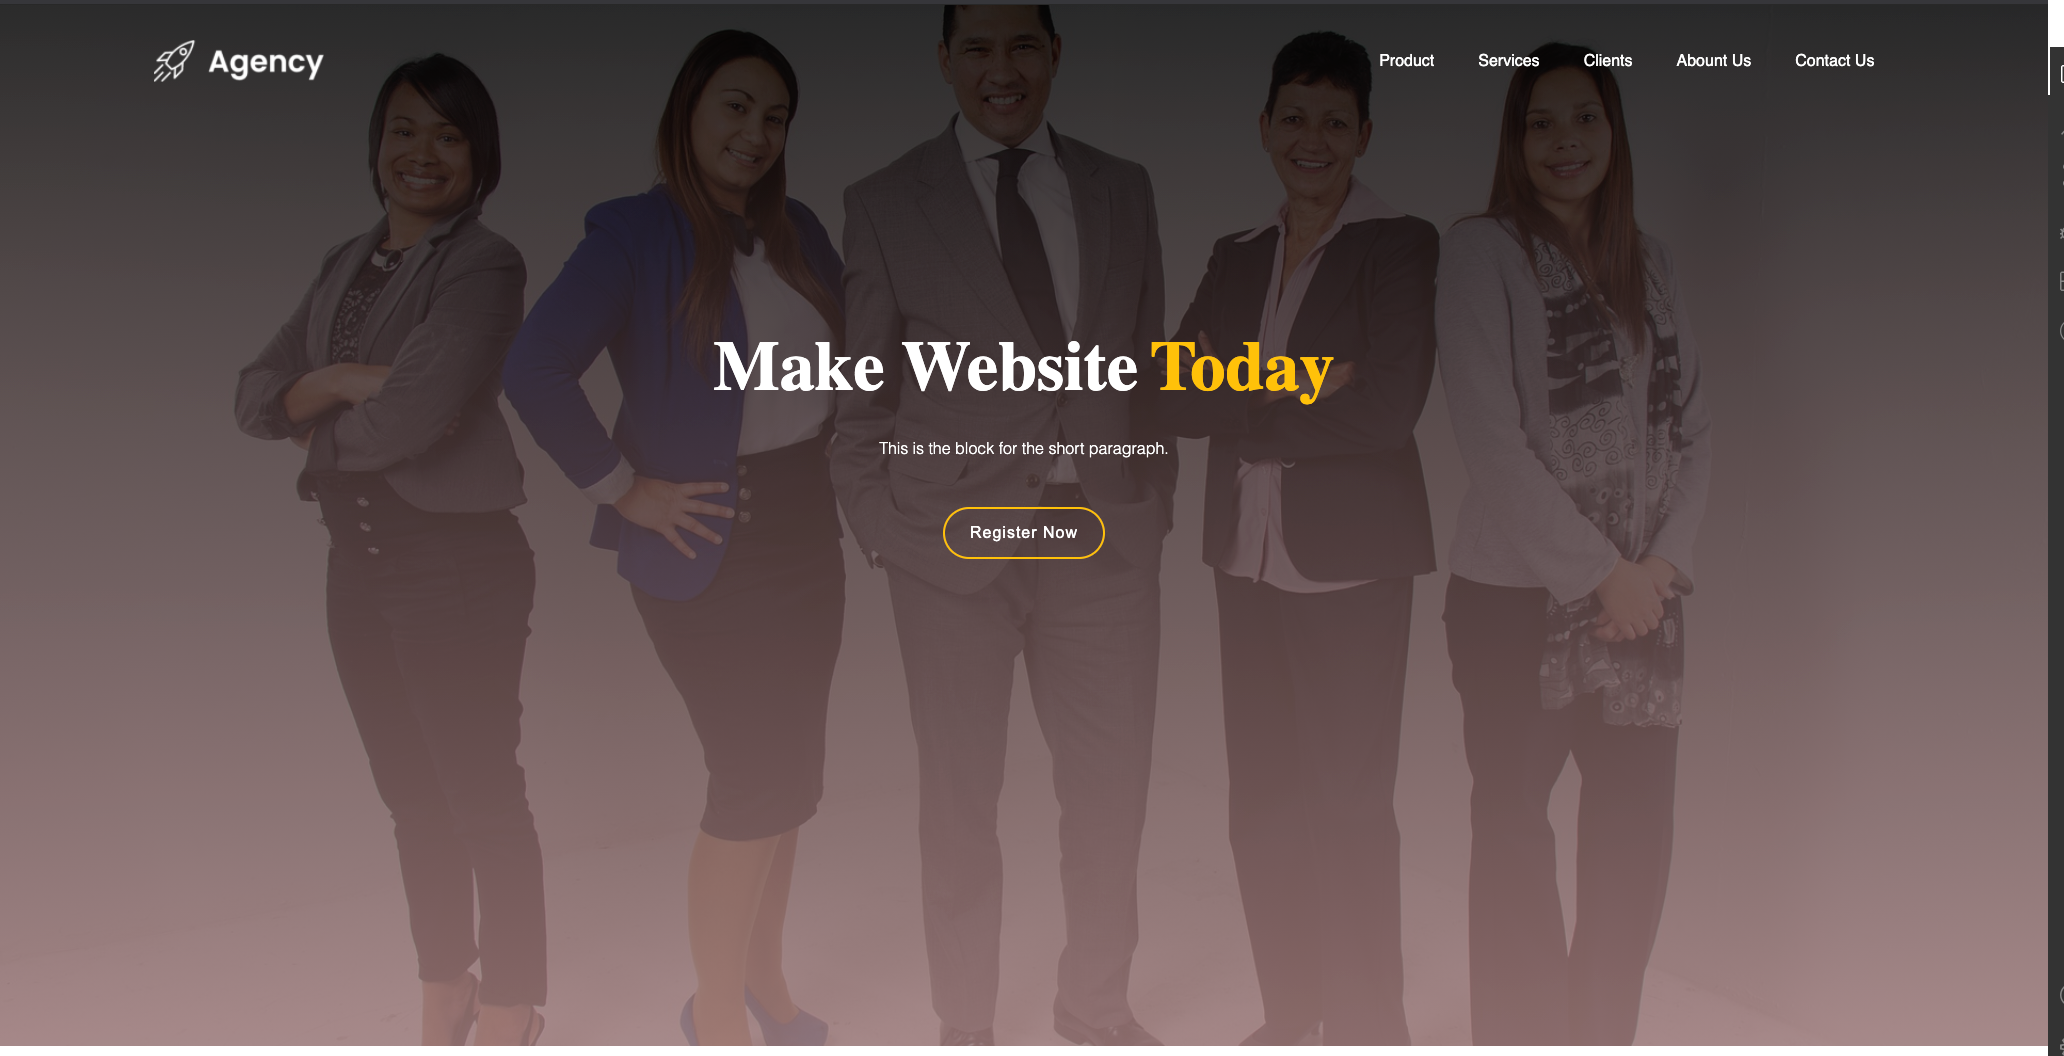 Agency
Product Services Clients Abount Us Contact Us
Make Website Today
This is the block for the short paragraph.
Register Now